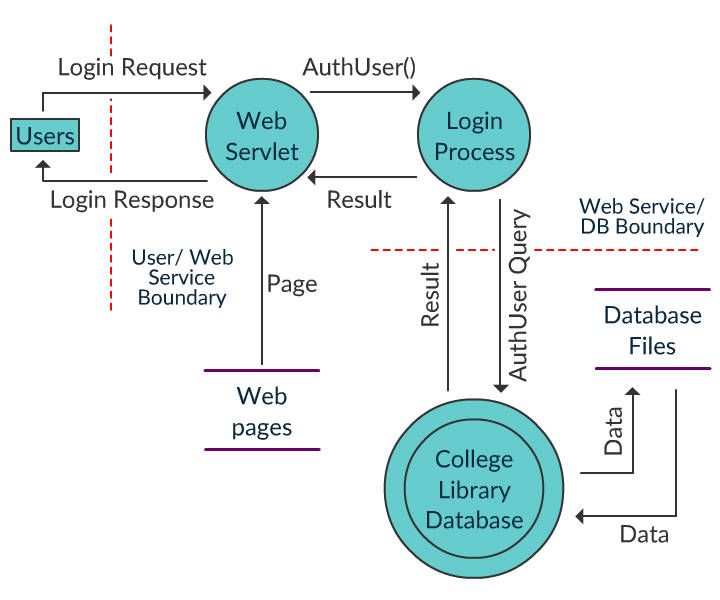 Login Request
AuthUser()
Users
Web
Servlet
Login
Process
Login Response
Result
Web Service/
DB Boundary
User/ Web
Service
Boundary
Page
Result
AuthUser Query
Database
Files
Web
pages
College
Library
Database
Data
Data